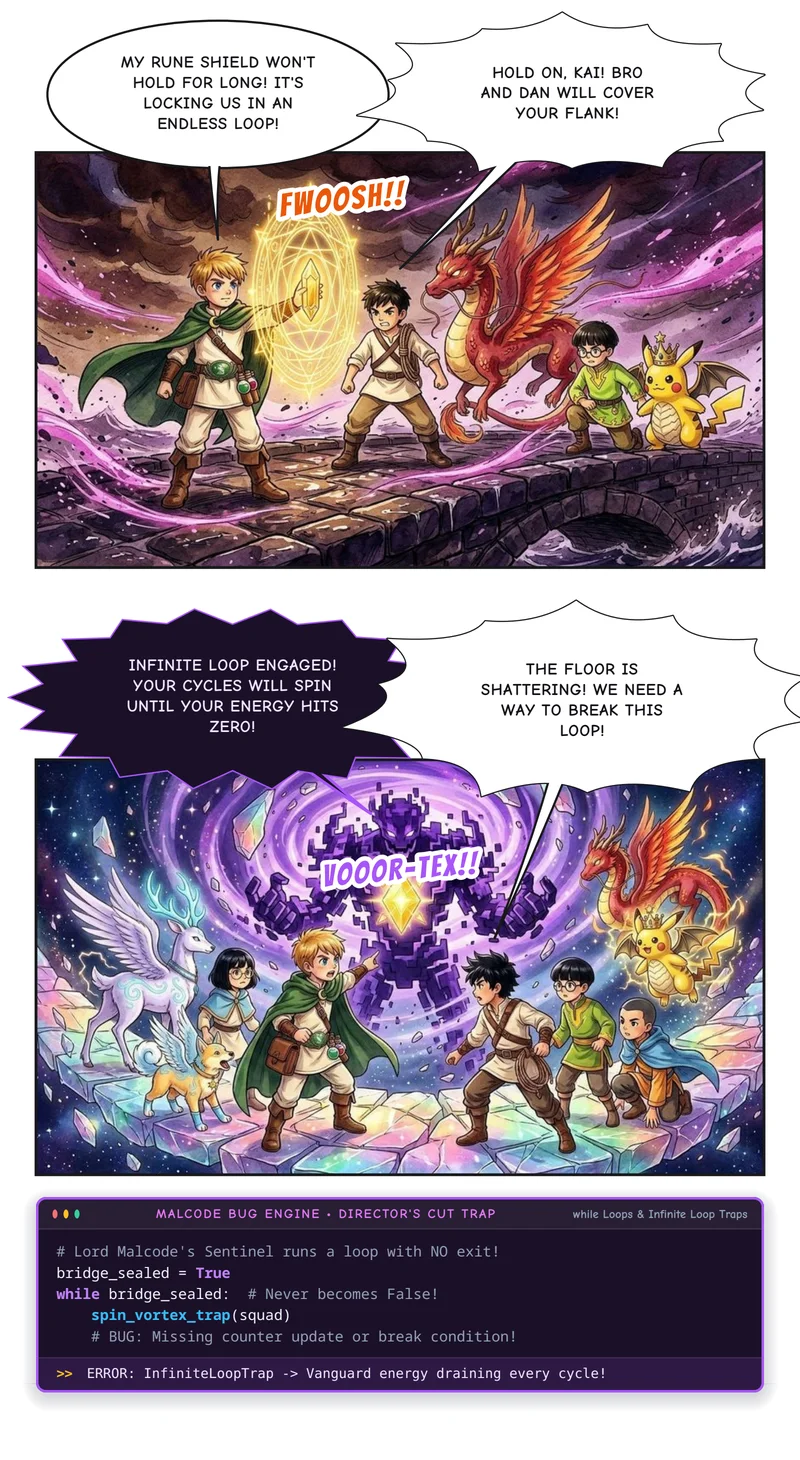 MY RUNE SHIELD WON'T
HOLD FOR LONG! IT'S
LOCKING US IN AN
ENDLESS LOOP!
HOLD ON, KAI! BRO
AND DAN WILL COVER
YOUR FLANK!
FWOOSH!!
INFINITE LOOP ENGAGED!
YOUR CYCLES WILL SPIN
UNTIL YOUR ENERGY HITS
ZERO!
THE FLOOR IS
SHATTERING! WE NEED A
WAY TO BREAK THIS
LOOP!
VOOOR-TEX!!
MALCODE BUG ENGINE • DIRECTOR'S CUT TRAP
while Loops & Infinite Loop Traps
# Lord Malcode's Sentinel runs a loop with NO exit!
bridge_sealed = True
while bridge_sealed:  # Never becomes False!
    spin_vortex_trap(squad)
    # BUG: Missing counter update or break condition!
>> ERROR: InfiniteLoopTrap -> Vanguard energy draining every cycle!